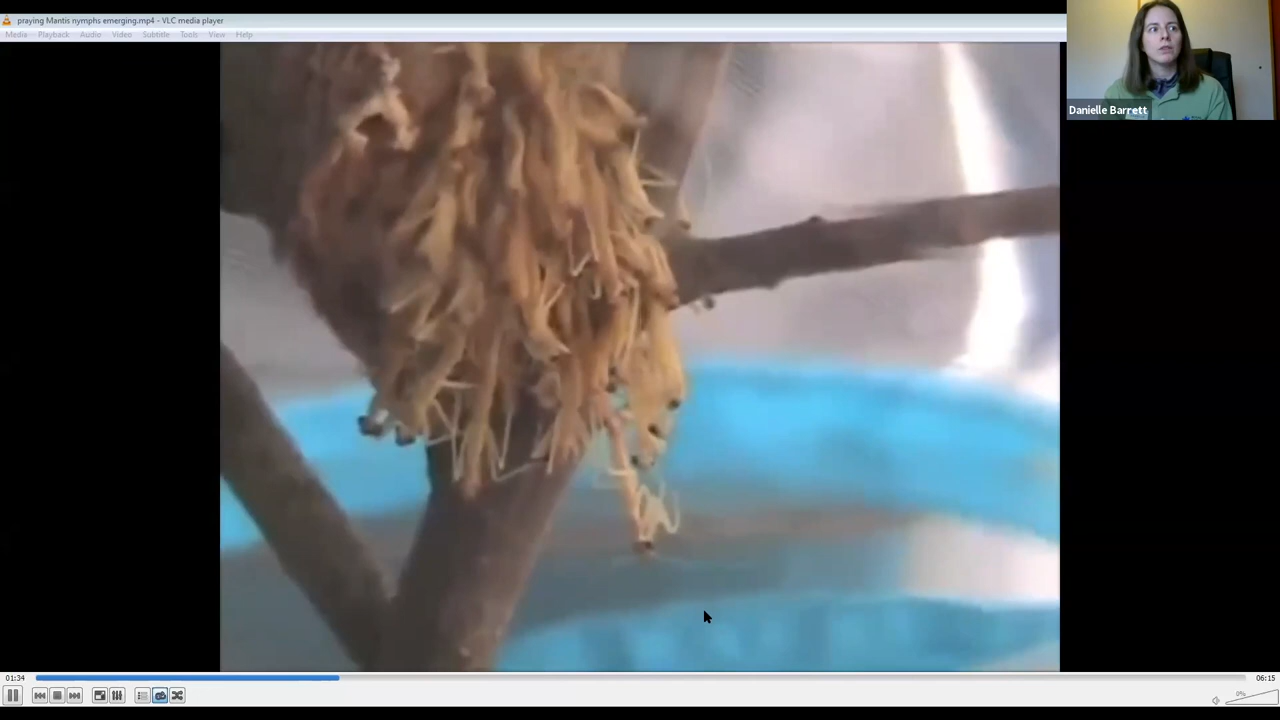 praying Mantis nymphs emerging.mp4 - VLC media player
Media Playback Audio Video Subtitle Tools View Help
Danielle Barrett
01:34
06:15
0%